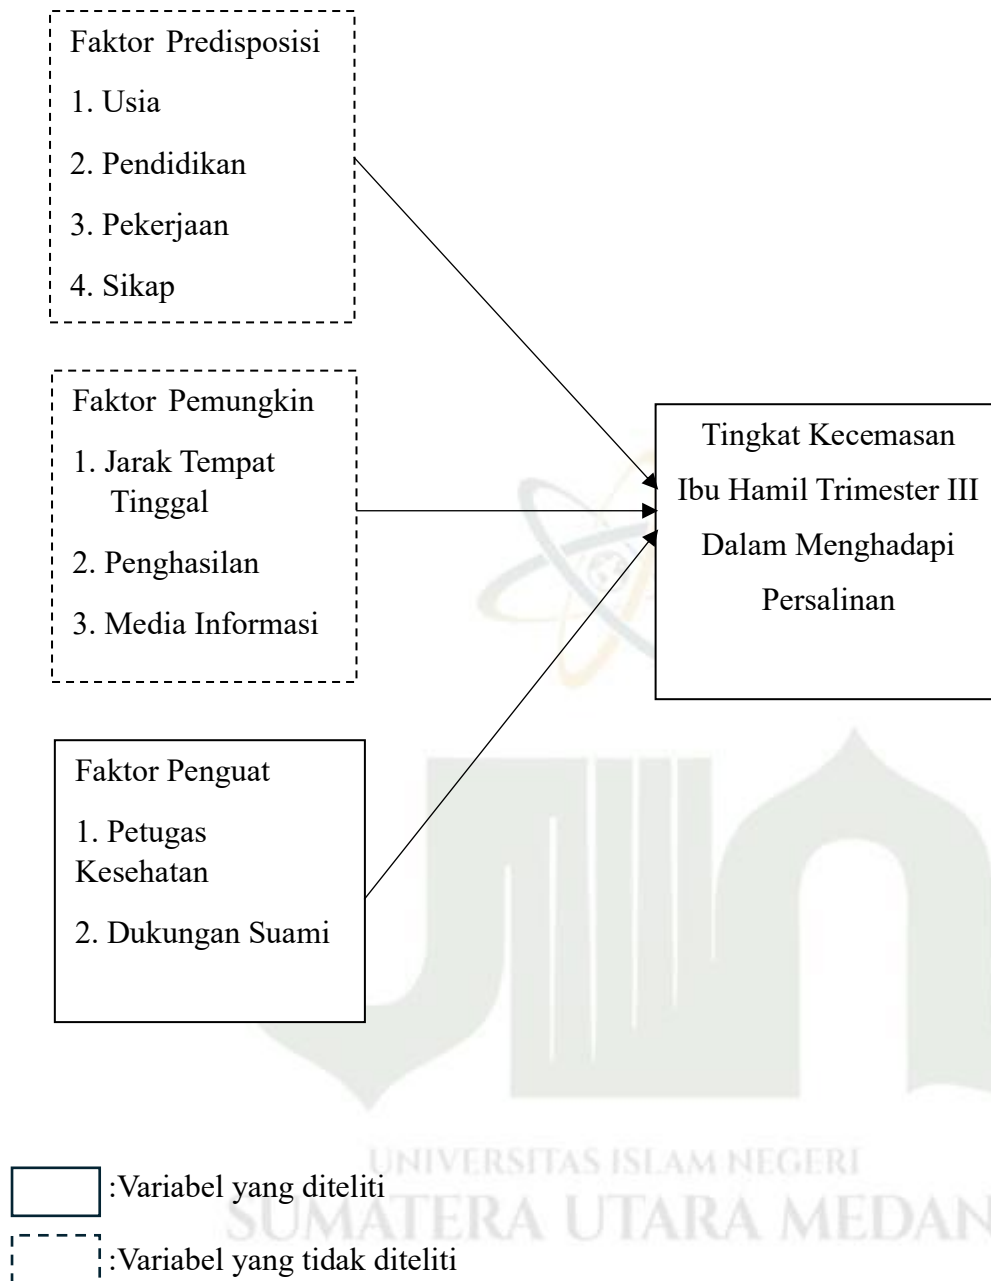 Faktor Predisposisi
1. Usia
2. Pendidikan
3. Pekerjaan
4. Sikap
Faktor Pemungkin
1. Jarak Tempat
Tinggal
2. Penghasilan
3. Media Informasi
Faktor Penguat
1. Petugas
Kesehatan
2. Dukungan Suami
Tingkat Kecemasan
Ibu Hamil Trimester III
Dalam Menghadapi
Persalinan
UNIVERSITAS ISLAM NEGERI
SUMATERA UTARA MEDAN
:Variabel yang diteliti
:Variabel yang tidak diteliti